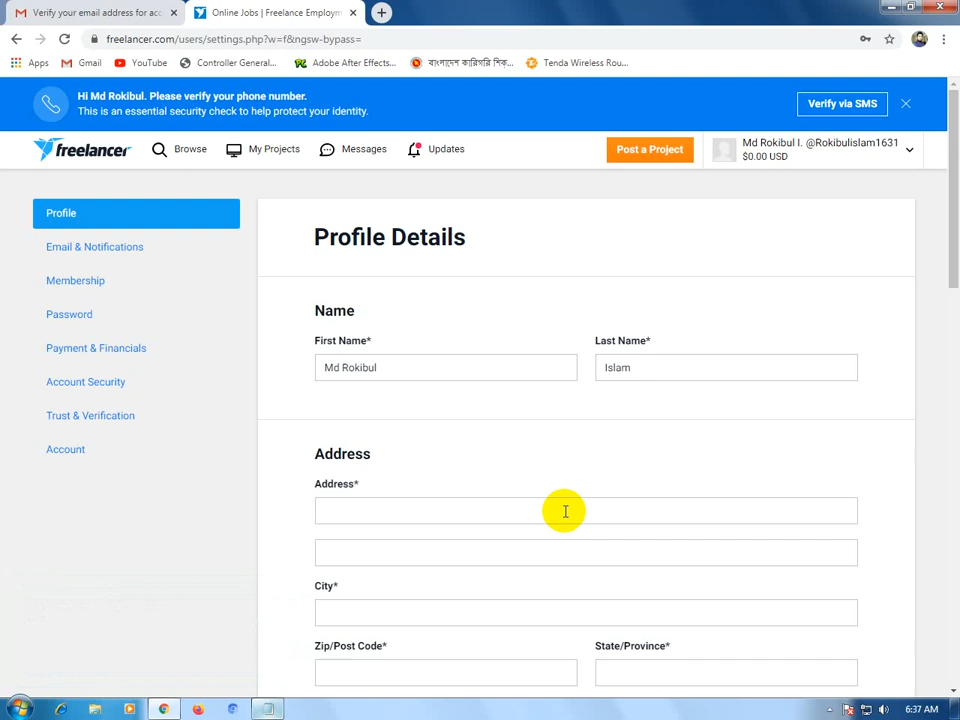 Verify your email address for acc
Online Jobs | Freelance Employm
freelancer.com/users/settings.php?w=f&ngsw-bypass=
Apps
Gmail
YouTube
Controller General...
Adobe After Effects...
বাংলাদেশ কারিগরি শিক...
Tenda Wireless Rou...
Hi Md Rokibul. Please verify your phone number.
This is an essential security check to help protect your identity.
Verify via SMS
freelancer
Browse
My Projects
Messages
Updates
Post a Project
Md Rokibul I. @Rokibulislam1631
$0.00 USD
Profile
Email & Notifications
Membership
Password
Payment & Financials
Account Security
Trust & Verification
Account
Profile Details
Name
First Name*
Last Name*
Md Rokibul
Islam
Address
Address*
City*
Zip/Post Code*
State/Province*
6:37 AM